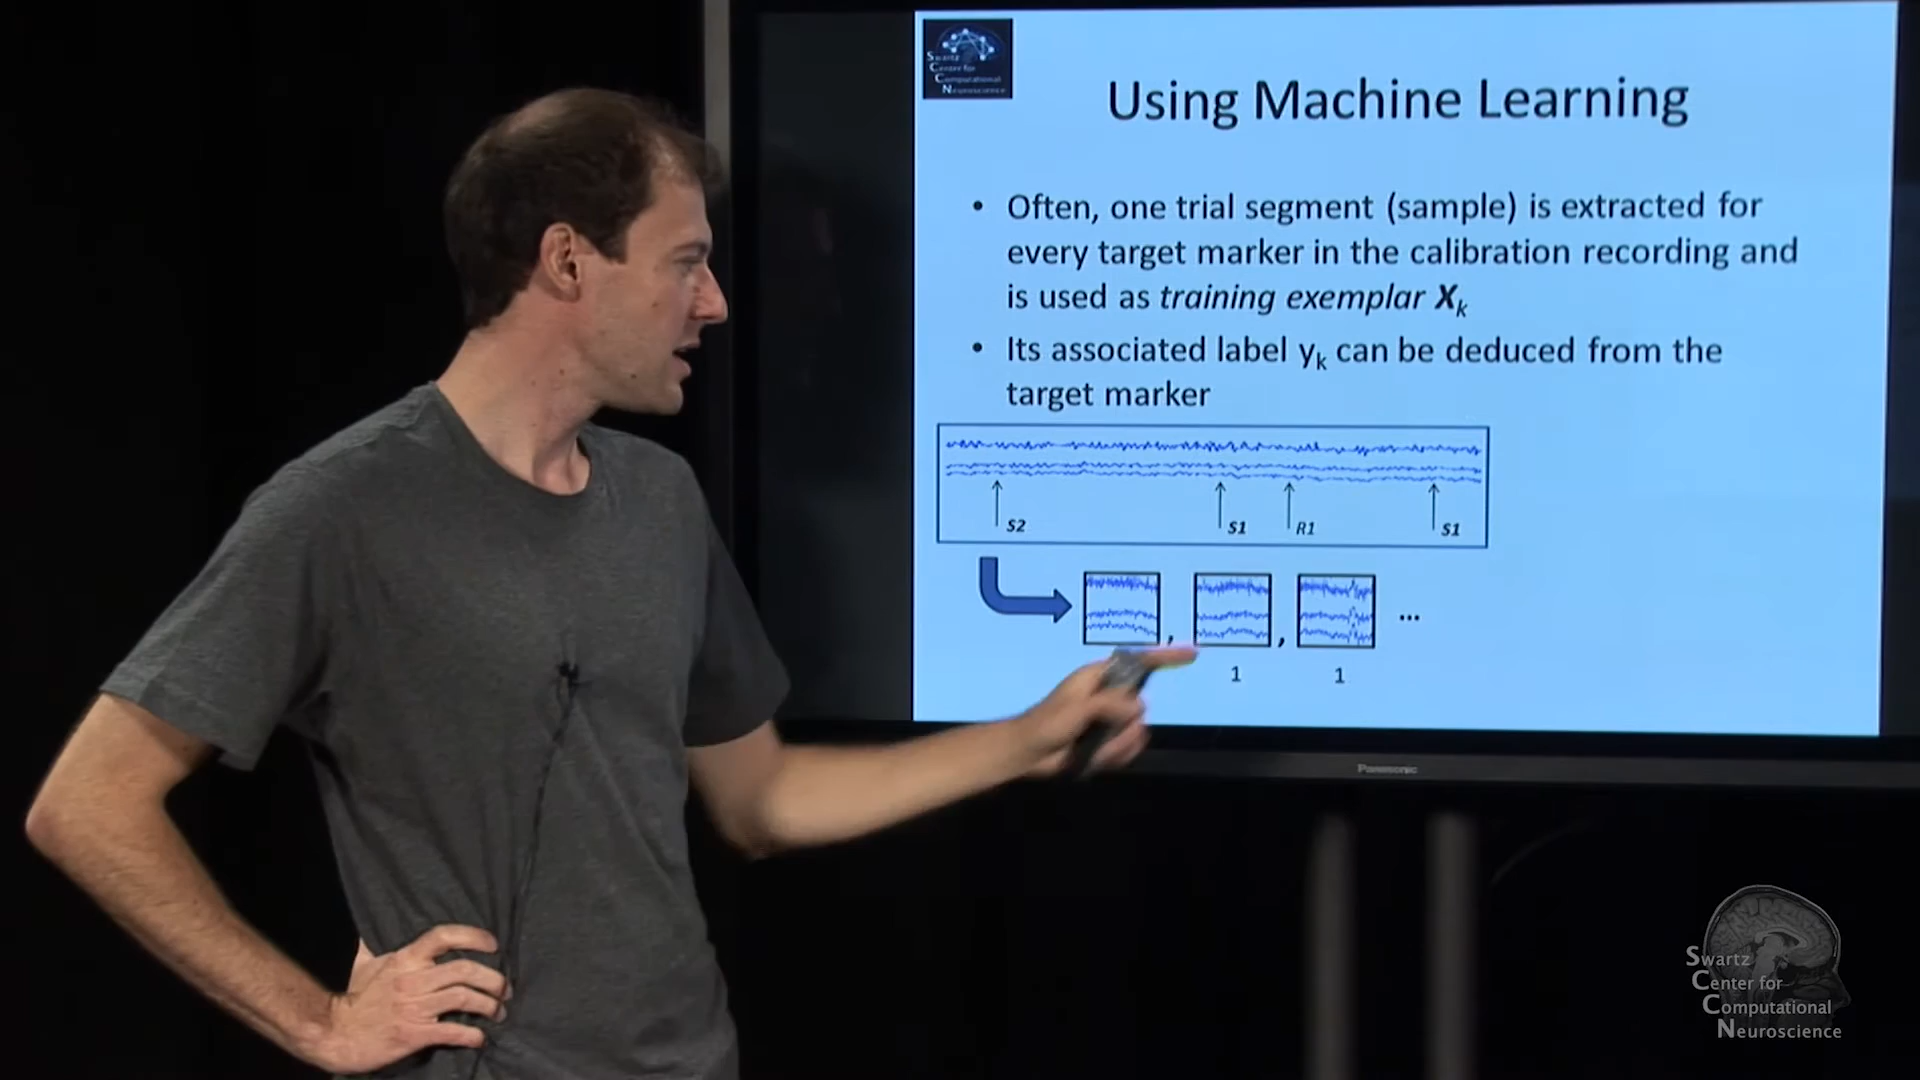 Swartz
Center for
Computational
Neuroscience
Using Machine Learning
• Often, one trial segment (sample) is extracted for
every target marker in the calibration recording and
is used as training exemplar Xk
• Its associated label yk can be deduced from the
target marker
S2 S1 R1 S1
, , ...
1 1
Panasonic
Swartz
Center for
Computational
Neuroscience